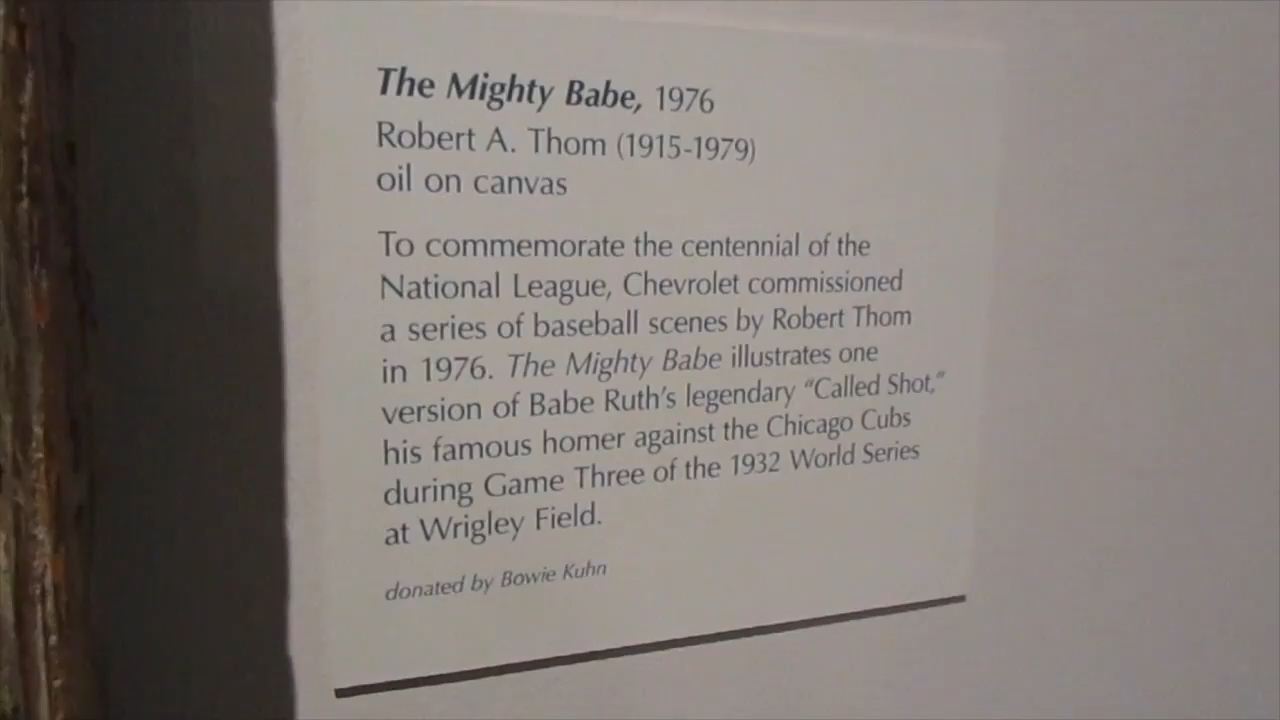 The Mighty Babe, 1976
Robert A. Thom (1915-1979)
oil on canvas
To commemorate the centennial of the
National League, Chevrolet commissioned
a series of baseball scenes by Robert Thom
in 1976. The Mighty Babe illustrates one
version of Babe Ruth's legendary “Called Shot,”
his famous homer against the Chicago Cubs
during Game Three of the 1932 World Series
at Wrigley Field.
donated by Bowie Kuhn